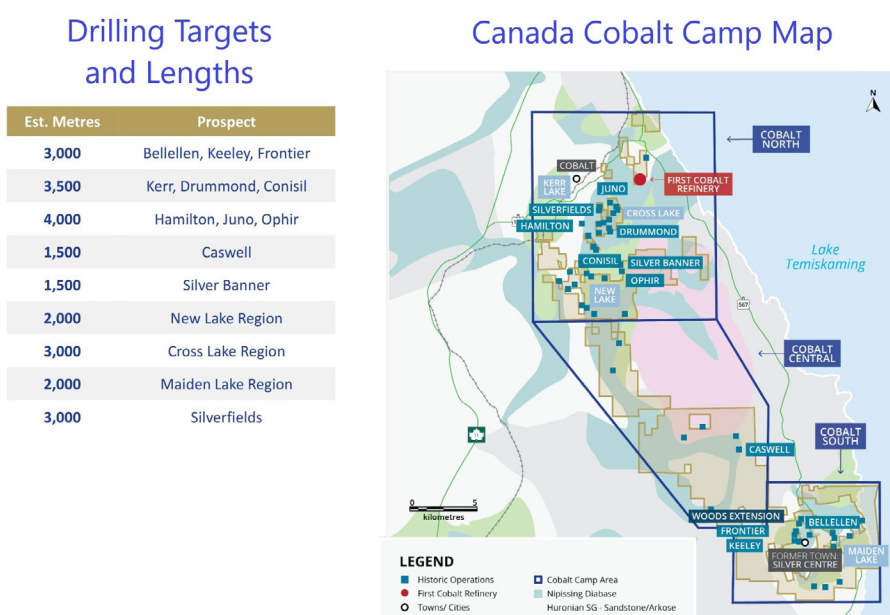 Drilling Targets
and Lengths
Est. Metres Prospect
3,000 Bellellen, Keeley, Frontier
3,500 Kerr, Drummond, Conisil
4,000 Hamilton, Juno, Ophir
1,500 Caswell
1,500 Silver Banner
2,000 New Lake Region
3,000 Cross Lake Region
2,000 Maiden Lake Region
3,000 Silverfields
Canada Cobalt Camp Map
N
COBALT
NORTH
COBALT
KERR
LAKE
JUNO
FIRST COBALT
REFINERY
SILVERFIELDS
CROSS LAKE
HAMILTON
DRUMMOND
Lake
Temiskaming
CONISIL
SILVER BANNER
OPHIR
NEW
LAKE
567
COBALT
CENTRAL
11
COBALT
SOUTH
CASWELL
0 5
kilometres
WOODS EXTENSION
BELLELLEN
FRONTIER
KEELEY
FORMER TOWN:
SILVER CENTRE
MAIDEN
LAKE
LEGEND
Historic Operations
First Cobalt Refinery
Towns/ Cities
Cobalt Camp Area
Nipissing Diabase
Huronian SG - Sandstone/Arkose